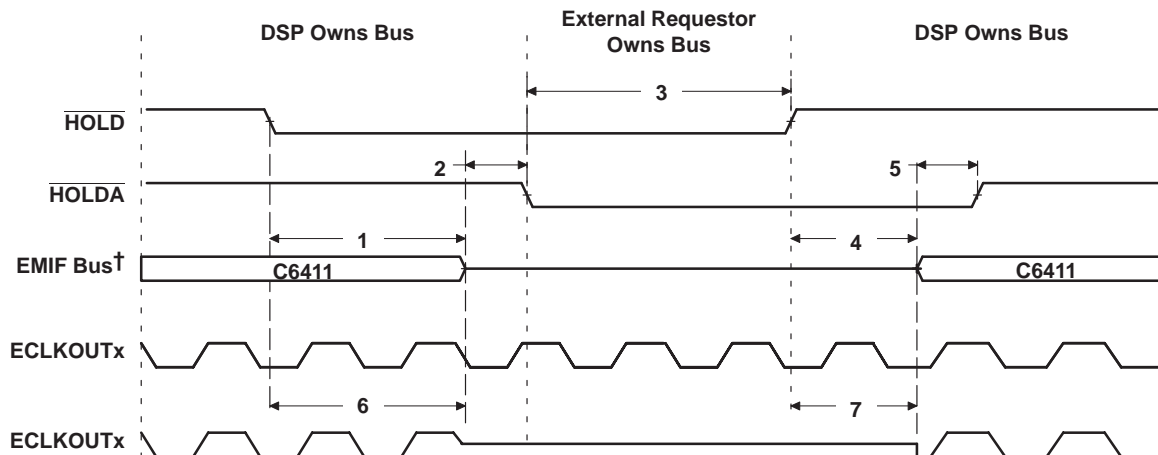 DSP Owns Bus
External Requestor
Owns Bus
DSP Owns Bus
3
HOLD
2
5
HOLDA
1
4
EMIF Bus†
C6411
C6411
ECLKOUTx
6
7
ECLKOUTx